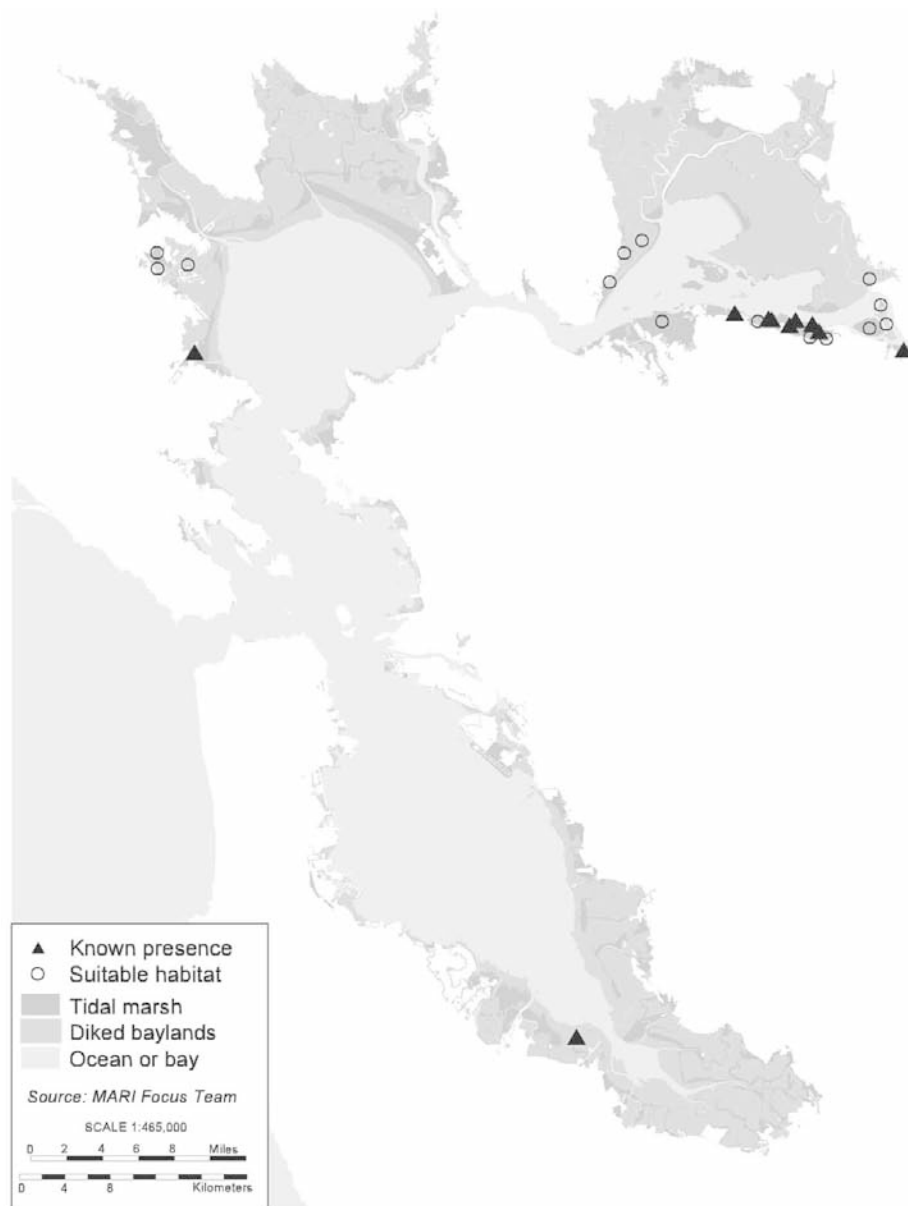 Known presence
Suitable habitat
Tidal marsh
Diked baylands
Ocean or bay
Source: MARI Focus Team
SCALE 1:465,000
0 2 4 6 8 Miles
0 4 8 Kilometers